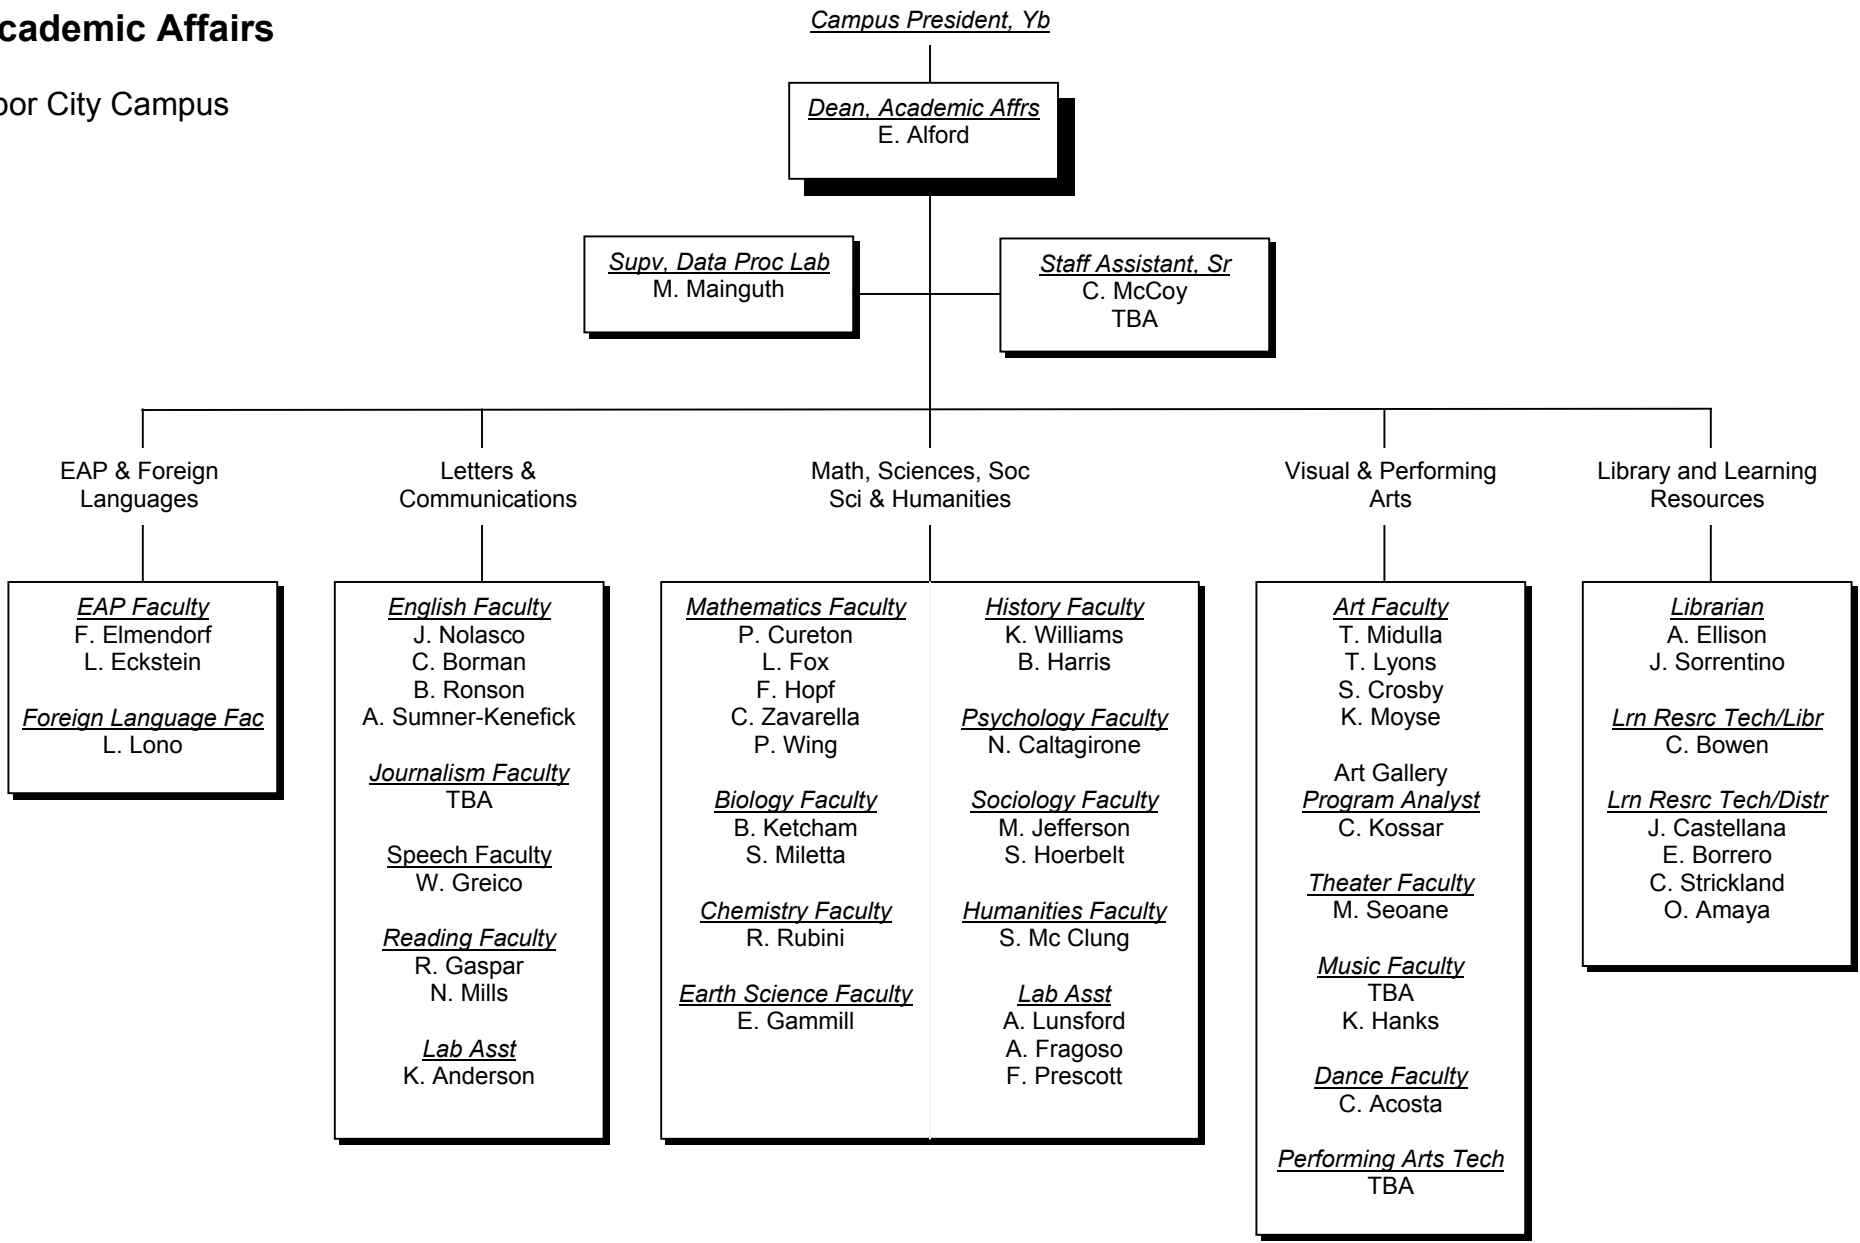 cademic Affairs
oor City Campus
Campus President, Yb
Dean, Academic Affrs
E. Alford
Supv, Data Proc Lab
M. Mainguth
Staff Assistant, Sr
C. McCoy
TBA
EAP & Foreign
Languages
Letters &
Communications
Math, Sciences, Soc
Sci & Humanities
Visual & Performing
Arts
Library and Learning
Resources
EAP Faculty
F. Elmendorf
L. Eckstein
Foreign Language Fac
L. Lono
English Faculty
J. Nolasco
C. Borman
B. Ronson
A. Sumner-Kenefick
Journalism Faculty
TBA
Speech Faculty
W. Greico
Reading Faculty
R. Gaspar
N. Mills
Lab Asst
K. Anderson
Mathematics Faculty
P. Cureton
L. Fox
F. Hopf
C. Zavarella
P. Wing
Biology Faculty
B. Ketcham
S. Miletta
Chemistry Faculty
R. Rubini
Earth Science Faculty
E. Gammill
History Faculty
K. Williams
B. Harris
Psychology Faculty
N. Caltagirone
Sociology Faculty
M. Jefferson
S. Hoerbelt
Humanities Faculty
S. Mc Clung
Lab Asst
A. Lunsford
A. Fragoso
F. Prescott
Art Faculty
T. Midulla
T. Lyons
S. Crosby
K. Moyse
Art Gallery
Program Analyst
C. Kossar
Theater Faculty
M. Seoane
Music Faculty
TBA
K. Hanks
Dance Faculty
C. Acosta
Performing Arts Tech
TBA
Librarian
A. Ellison
J. Sorrentino
Lrn Resrc Tech/Libr
C. Bowen
Lrn Resrc Tech/Distr
J. Castellana
E. Borrero
C. Strickland
O. Amaya